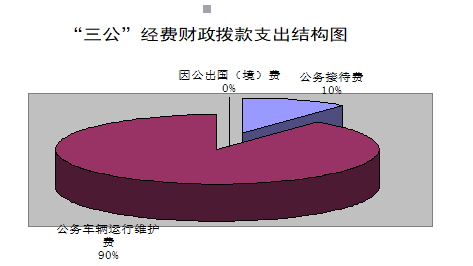 “三公”经费财政拨款支出结构图
因公出国（境）费
0%
公务接待费
10%
公务车辆运行维护
费
90%